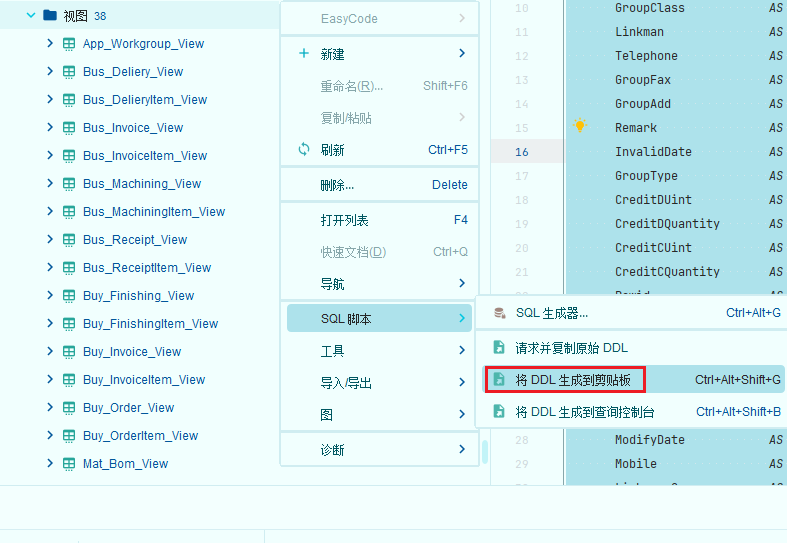 视图 38
App_Workgroup_View
Bus_Deliery_View
Bus_DelieryItem_View
Bus_Invoice_View
Bus_InvoiceItem_View
Bus_Machining_View
Bus_MachiningItem_View
Bus_Receipt_View
Bus_ReceiptItem_View
Buy_Finishing_View
Buy_FinishingItem_View
Buy_Invoice_View
Buy_InvoiceItem_View
Buy_Order_View
Buy_OrderItem_View
Mat_Bom_View
EasyCode
新建
重命名(R)... Shift+F6
复制/粘贴
刷新 Ctrl+F5
删除... Delete
打开列表 F4
快速文档(D) Ctrl+Q
导航
SQL 脚本
工具
导入/导出
图
诊断
SQL 生成器... Ctrl+Alt+G
请求并复制原始 DDL
将 DDL 生成到剪贴板 Ctrl+Alt+Shift+G
将 DDL 生成到查询控制台 Ctrl+Alt+Shift+B
10 GroupClass AS
11 Linkman AS
12 Telephone AS
13 GroupFax AS
14 GroupAdd AS
15 Remark AS
16 InvalidDate AS
17 GroupType AS
18 CreditDUint AS
19 CreditDQuantity AS
20 CreditCUint AS
21 CreditCQuantity AS
28 ModifyDate AS
29 Mobile AS